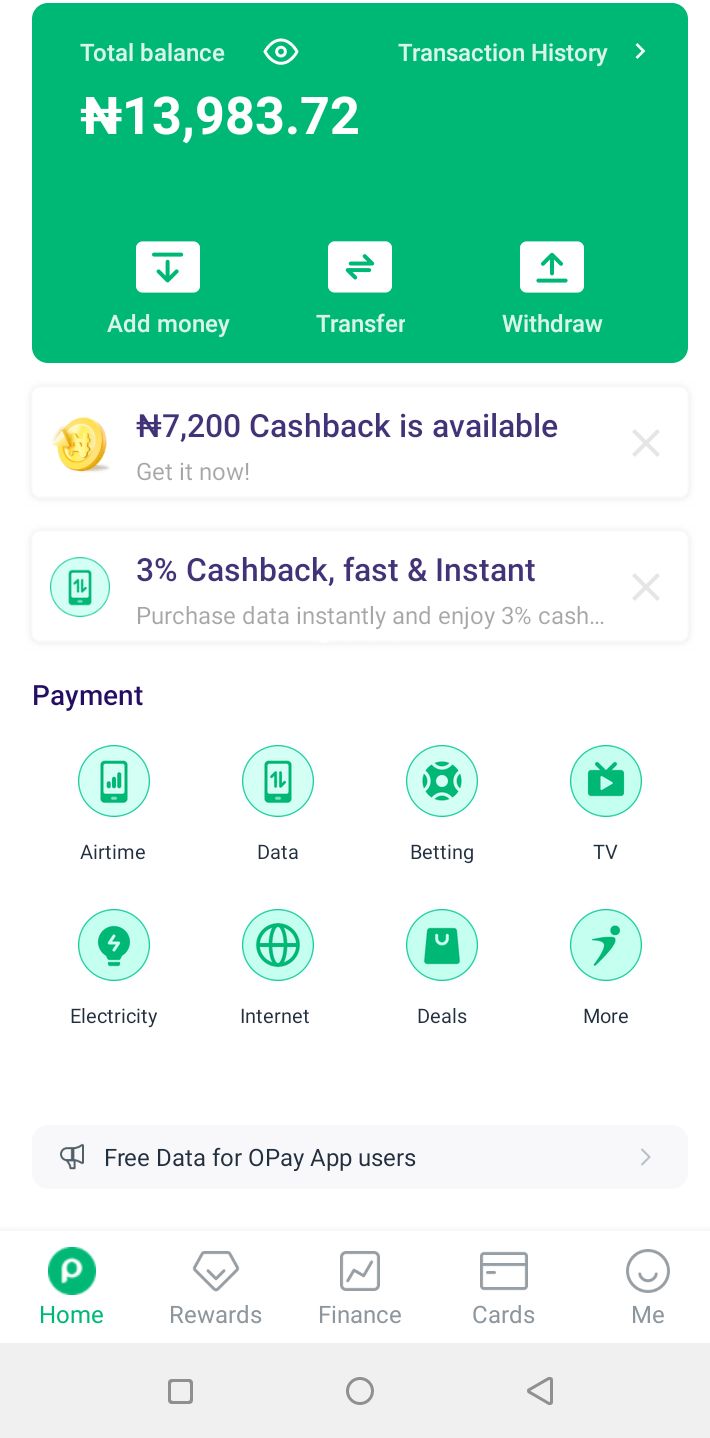 Total balance
Transaction History
₦13,983.72
Add money
Transfer
Withdraw
₦7,200 Cashback is available
Get it now!
3% Cashback, fast & Instant
Purchase data instantly and enjoy 3% cash...
Payment
Airtime
Data
Betting
TV
Electricity
Internet
Deals
More
Free Data for OPay App users
Home
Rewards
Finance
Cards
Me